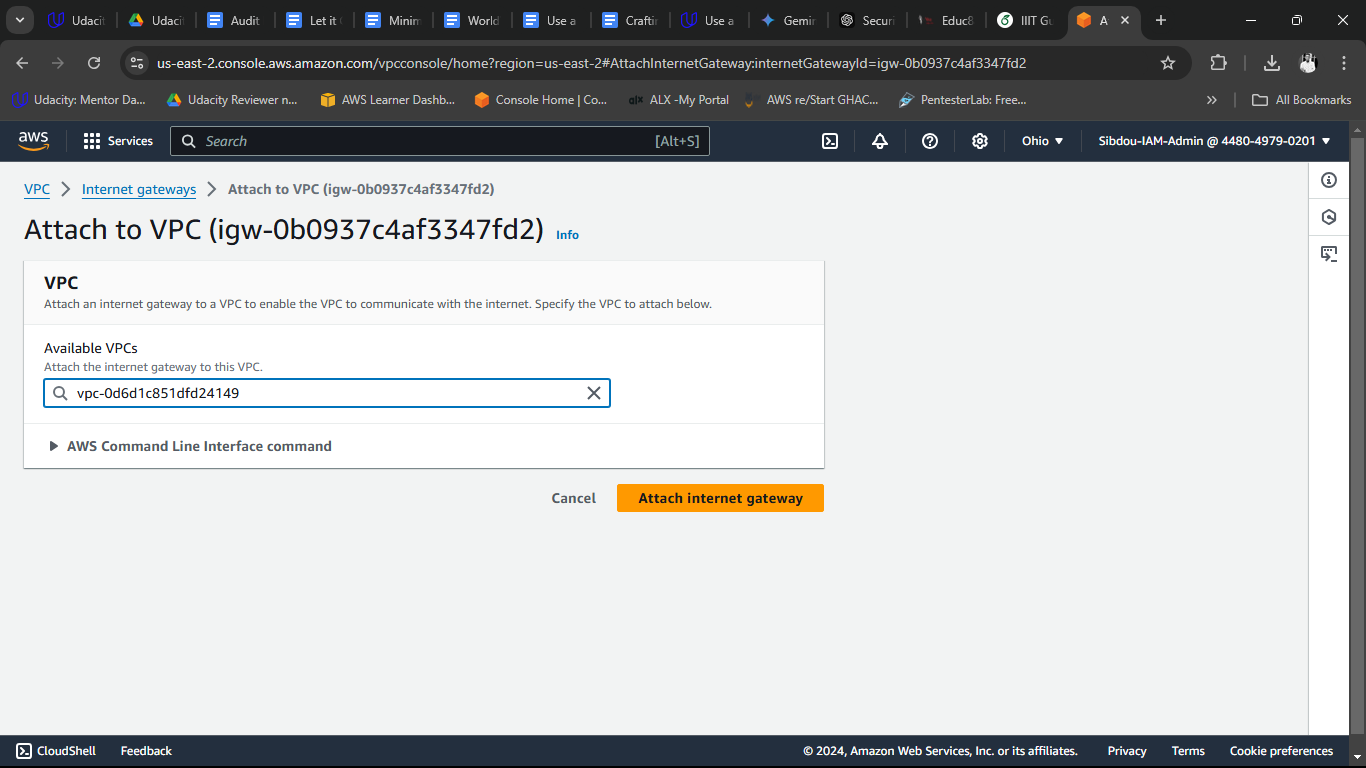 Udacit
Udacit
Audit
Let it
Minim
World
Use a
Craftin
Use a
Gemin
Securi
Educ8
IIIT Gu
A
us-east-2.console.aws.amazon.com/vpcconsole/home?region=us-east-2#AttachInternetGateway:internetGatewayId=igw-0b0937c4af3347fd2
Udacity: Mentor Da...
Udacity Reviewer n...
AWS Learner Dashb...
Console Home | Co...
alx
ALX -My Portal
AWS re/Start GHAC...
PentesterLab: Free...
All Bookmarks
aws
Services
Search
[Alt+S]
Ohio
Sibdou-IAM-Admin @ 4480-4979-0201
VPC
Internet gateways
Attach to VPC (igw-0b0937c4af3347fd2)
Attach to VPC (igw-0b0937c4af3347fd2) Info
VPC
Attach an internet gateway to a VPC to enable the VPC to communicate with the internet. Specify the VPC to attach below.
Available VPCs
Attach the internet gateway to this VPC.
vpc-0d6d1c851dfd24149
AWS Command Line Interface command
Cancel
Attach internet gateway
CloudShell
Feedback
© 2024, Amazon Web Services, Inc. or its affiliates.
Privacy
Terms
Cookie preferences